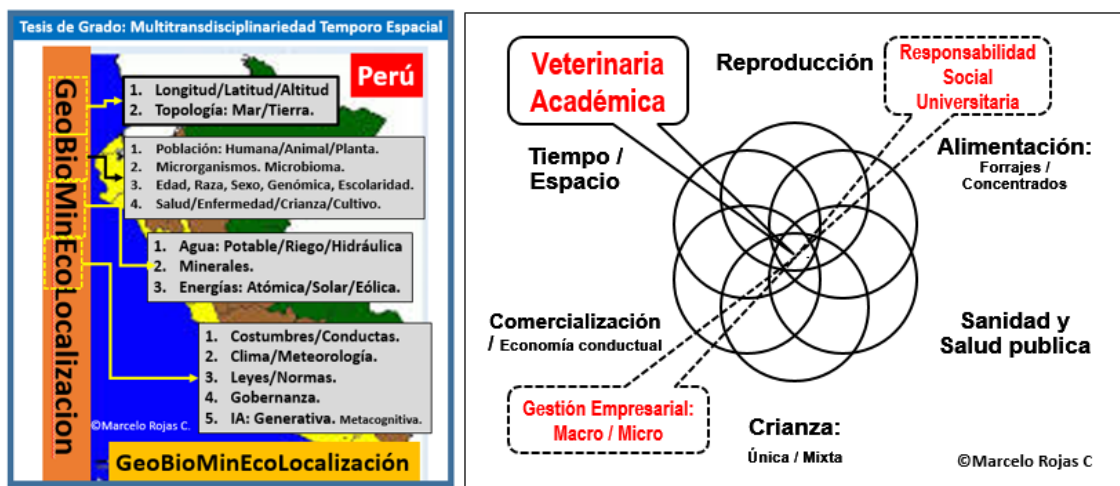 Tesis de Grado: Multitransdisciplinariedad Temporo Espacial
GeoBioMinEcoLocalizacion
Perú
1. Longitud/Latitud/Altitud
2. Topología: Mar/Tierra.
1. Población: Humana/Animal/Planta.
2. Microrganismos. Microbioma.
3. Edad, Raza, Sexo, Genómica, Escolaridad.
4. Salud/Enfermedad/Crianza/Cultivo.
1. Agua: Potable/Riego/Hidráulica
2. Minerales.
3. Energías: Atómica/Solar/Eólica.
1. Costumbres/Conductas.
2. Clima/Meteorología.
3. Leyes/Normas.
4. Gobernanza.
5. IA: Generativa. Metacognitiva.
©Marcelo Rojas C.
GeoBioMinEcoLocalización
Veterinaria
Académica
Reproducción
Responsabilidad
Social
Universitaria
Tiempo /
Espacio
Alimentación:
Forrajes /
Concentrados
Comercialización
/ Economía conductual
Sanidad y
Salud publica
Gestión Empresarial:
Macro / Micro
Crianza:
Única / Mixta
©Marcelo Rojas C